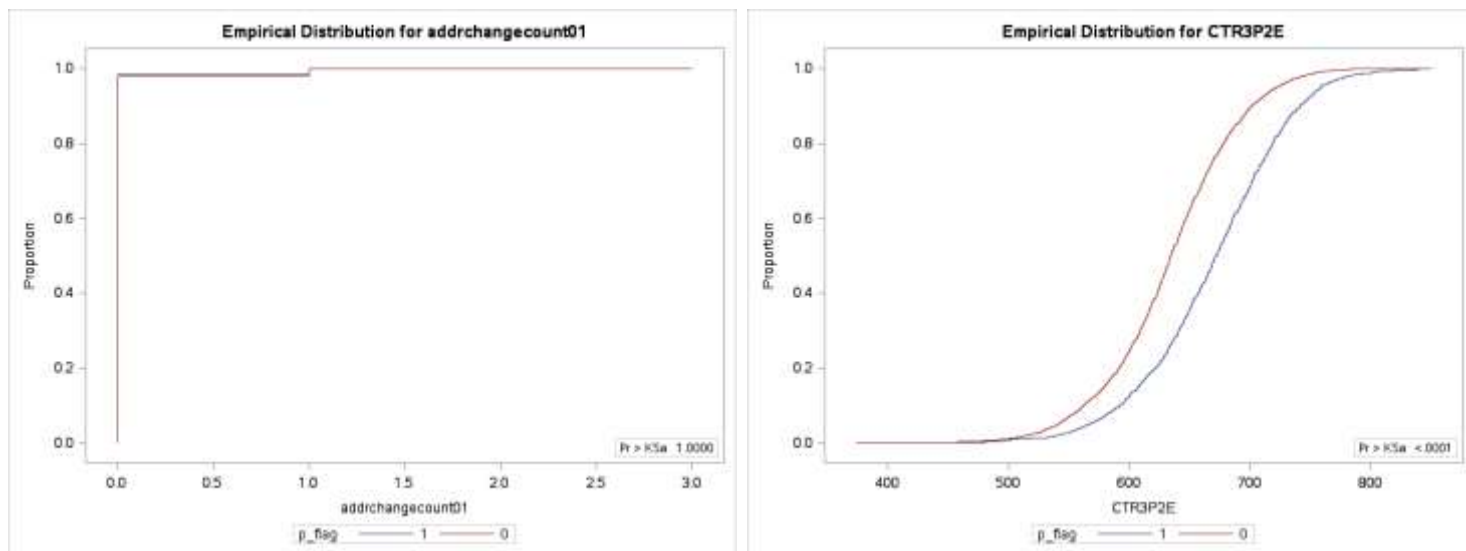 Empirical Distribution for addrchangecount01
1.0
0.8
0.6
0.4
0.2
0.0
Proportion
Pr > KSa 1.0000
0.0 0.5 1.0 1.5 2.0 2.5 3.0
addrchangecount01
p_flag 1 0
Empirical Distribution for CTR3P2E
1.0
0.8
0.6
0.4
0.2
0.0
Proportion
Pr > KSa <.0001
400 500 600 700 800
CTR3P2E
p_flag 1 0